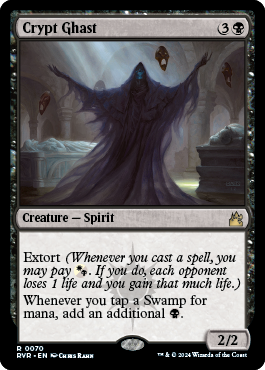 Crypt Ghast 3
Creature — Spirit
Extort (Whenever you cast a spell, you
may pay . If you do, each opponent
loses 1 life and you gain that much life.)
Whenever you tap a Swamp for
mana, add an additional .
2/2
R 0070
RVR • EN Chris Rahn
™ & © 2024 Wizards of the Coast